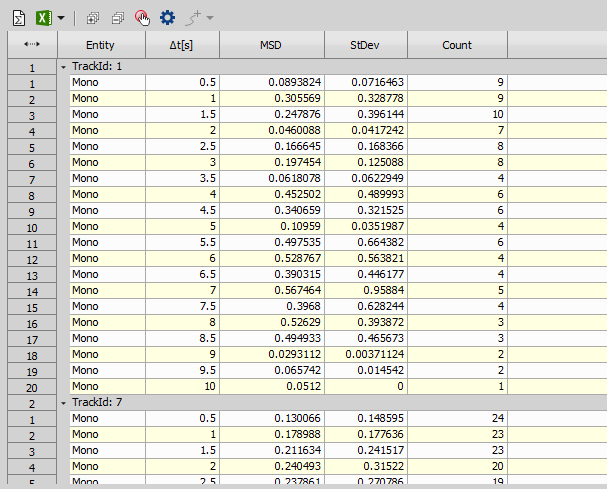 Entity Δt[s] MSD StDev Count
1 TrackId: 1
1 Mono 0.5 0.0893824 0.0716463 9
2 Mono 1 0.305569 0.328778 9
3 Mono 1.5 0.247876 0.396144 10
4 Mono 2 0.0460088 0.0417242 7
5 Mono 2.5 0.166645 0.168366 8
6 Mono 3 0.197454 0.125088 8
7 Mono 3.5 0.0618078 0.0622949 4
8 Mono 4 0.452502 0.489993 6
9 Mono 4.5 0.340659 0.321525 6
10 Mono 5 0.10959 0.0351987 4
11 Mono 5.5 0.497535 0.664382 6
12 Mono 6 0.528767 0.563821 4
13 Mono 6.5 0.390315 0.446177 4
14 Mono 7 0.567464 0.95884 5
15 Mono 7.5 0.3968 0.628244 4
16 Mono 8 0.52629 0.393872 3
17 Mono 8.5 0.494933 0.465673 3
18 Mono 9 0.0293112 0.00371124 2
19 Mono 9.5 0.065742 0.014542 2
20 Mono 10 0.0512 0 1
2 TrackId: 7
1 Mono 0.5 0.130066 0.148595 24
2 Mono 1 0.178988 0.177636 23
3 Mono 1.5 0.211634 0.241517 23
4 Mono 2 0.240493 0.31522 20
5 Mono 2.5 0.237861 0.270786 19